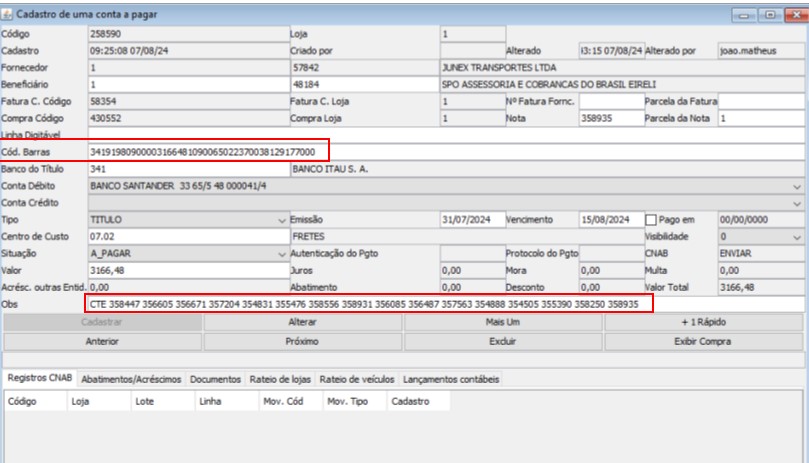 Cadastro de uma conta a pagar
Código 258590 Loja 1
Cadastro 09:25:08 07/08/24 Criado por Alterado i3:15 07/08/24 Alterado por joao.matheus
Fornecedor 1 57842 JUNEX TRANSPORTES LTDA
Beneficiário 1 48184 SPO ASSESSORIA E COBRANCAS DO BRASIL EIRELI
Fatura C. Código 58354 Fatura C. Loja 1 Nº Fatura Fornc. Parcela da Fatura
Compra Código 430552 Compra Loja 1 Nota 358935 Parcela da Nota 1
Linha Digitável
Cód. Barras 34191980900003166481090065022370038129177000
Banco do Título 341 BANCO ITAU S. A.
Conta Débito BANCO SANTANDER 33 65/5 48 000041/4
Conta Crédito
Tipo TITULO Emissão 31/07/2024 Vencimento 15/08/2024 Pago em 00/00/0000
Centro de Custo 07.02 FRETES Visibilidade 0
Situação A_PAGAR Autenticação do Pgto Protocolo do Pgto CNAB ENVIAR
Valor 3166,48 Juros 0,00 Mora 0,00 Multa 0,00
Acrésc. outras Entid. 0,00 Abatimento 0,00 Desconto 0,00 Valor Total 3166,48
Obs CTE 358447 356605 356671 357204 354831 355476 358556 358931 356085 356487 357563 354888 354505 355390 358250 358935
Cadastrar Alterar Mais Um + 1 Rápido
Anterior Próximo Excluir Exibir Compra
Registros CNAB Abatimentos/Acréscimos Documentos Rateio de lojas Rateio de veículos Lançamentos contábeis
Código Loja Lote Linha Mov. Cód Mov. Tipo Cadastro